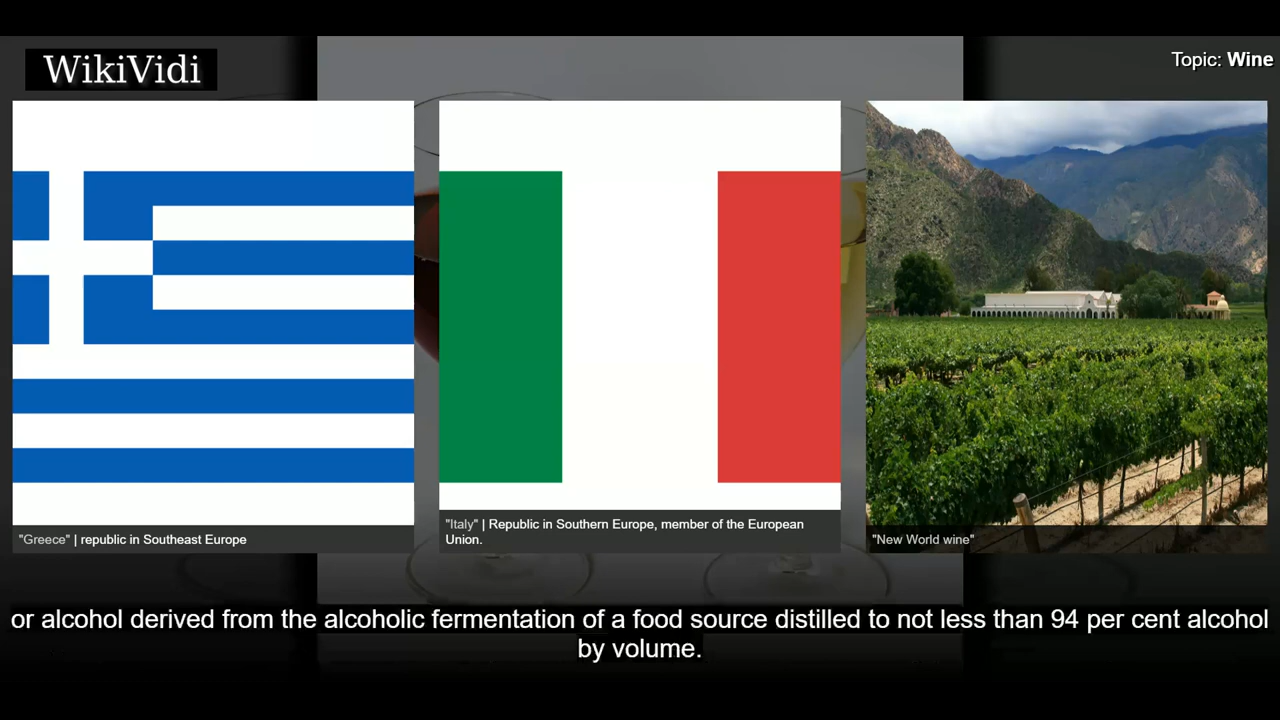 WikiVidi
Topic: Wine
"Greece" | republic in Southeast Europe
"Italy" | Republic in Southern Europe, member of the European
Union.
"New World wine"
or alcohol derived from the alcoholic fermentation of a food source distilled to not less than 94 per cent alcohol
by volume.